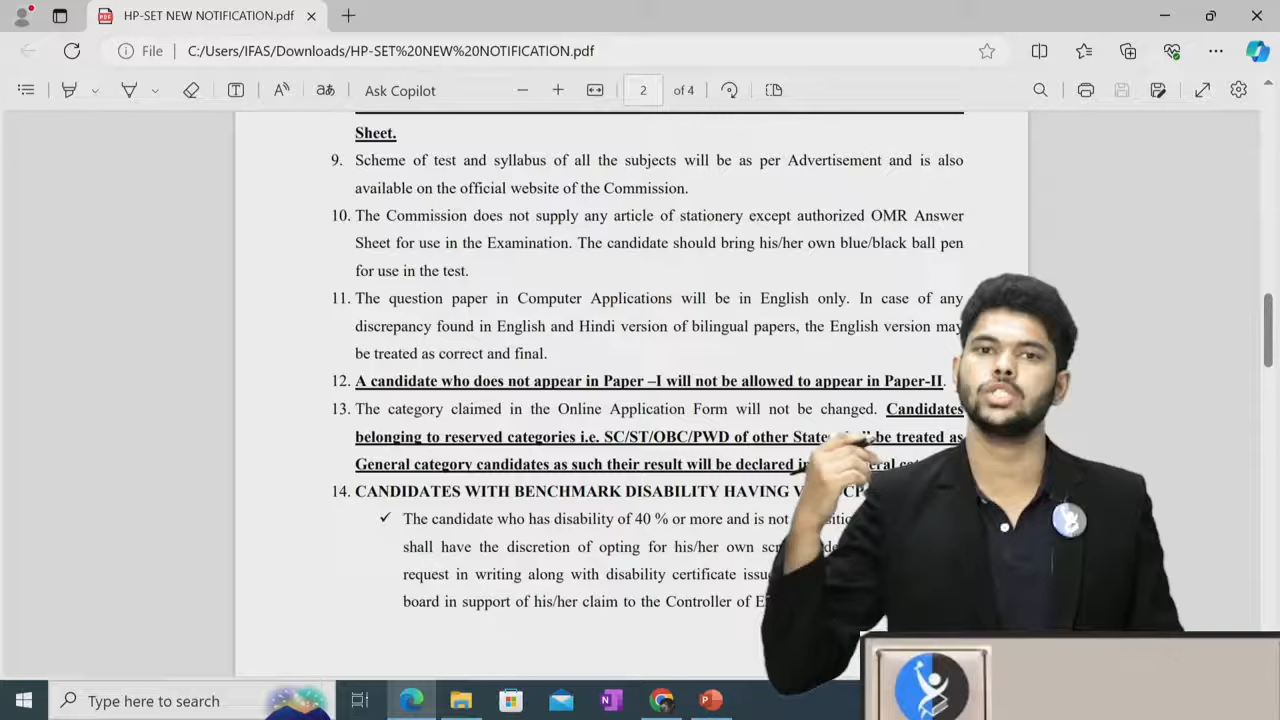 HP-SET NEW NOTIFICATION.pdf
File C:/Users/IFAS/Downloads/HP-SET%20NEW%20NOTIFICATION.pdf
Ask Copilot 2 of 4
Sheet.
9. Scheme of test and syllabus of all the subjects will be as per Advertisement and is also
available on the official website of the Commission.
10. The Commission does not supply any article of stationery except authorized OMR Answer
Sheet for use in the Examination. The candidate should bring his/her own blue/black ball pen
for use in the test.
11. The question paper in Computer Applications will be in English only. In case of any
discrepancy found in English and Hindi version of bilingual papers, the English version may
be treated as correct and final.
12. A candidate who does not appear in Paper –I will not be allowed to appear in Paper-II.
13. The category claimed in the Online Application Form will not be changed. Candidates
belonging to reserved categories i.e. SC/ST/OBC/PWD of other be treated as
General category candidates as such their result will be declared
14. CANDIDATES WITH BENCHMARK DISABILITY HAVING
✓ The candidate who has disability of 40 % or more and is not
shall have the discretion of opting for his/her own
request in writing along with disability certificate
board in support of his/her claim to the Controller of
Type here to search